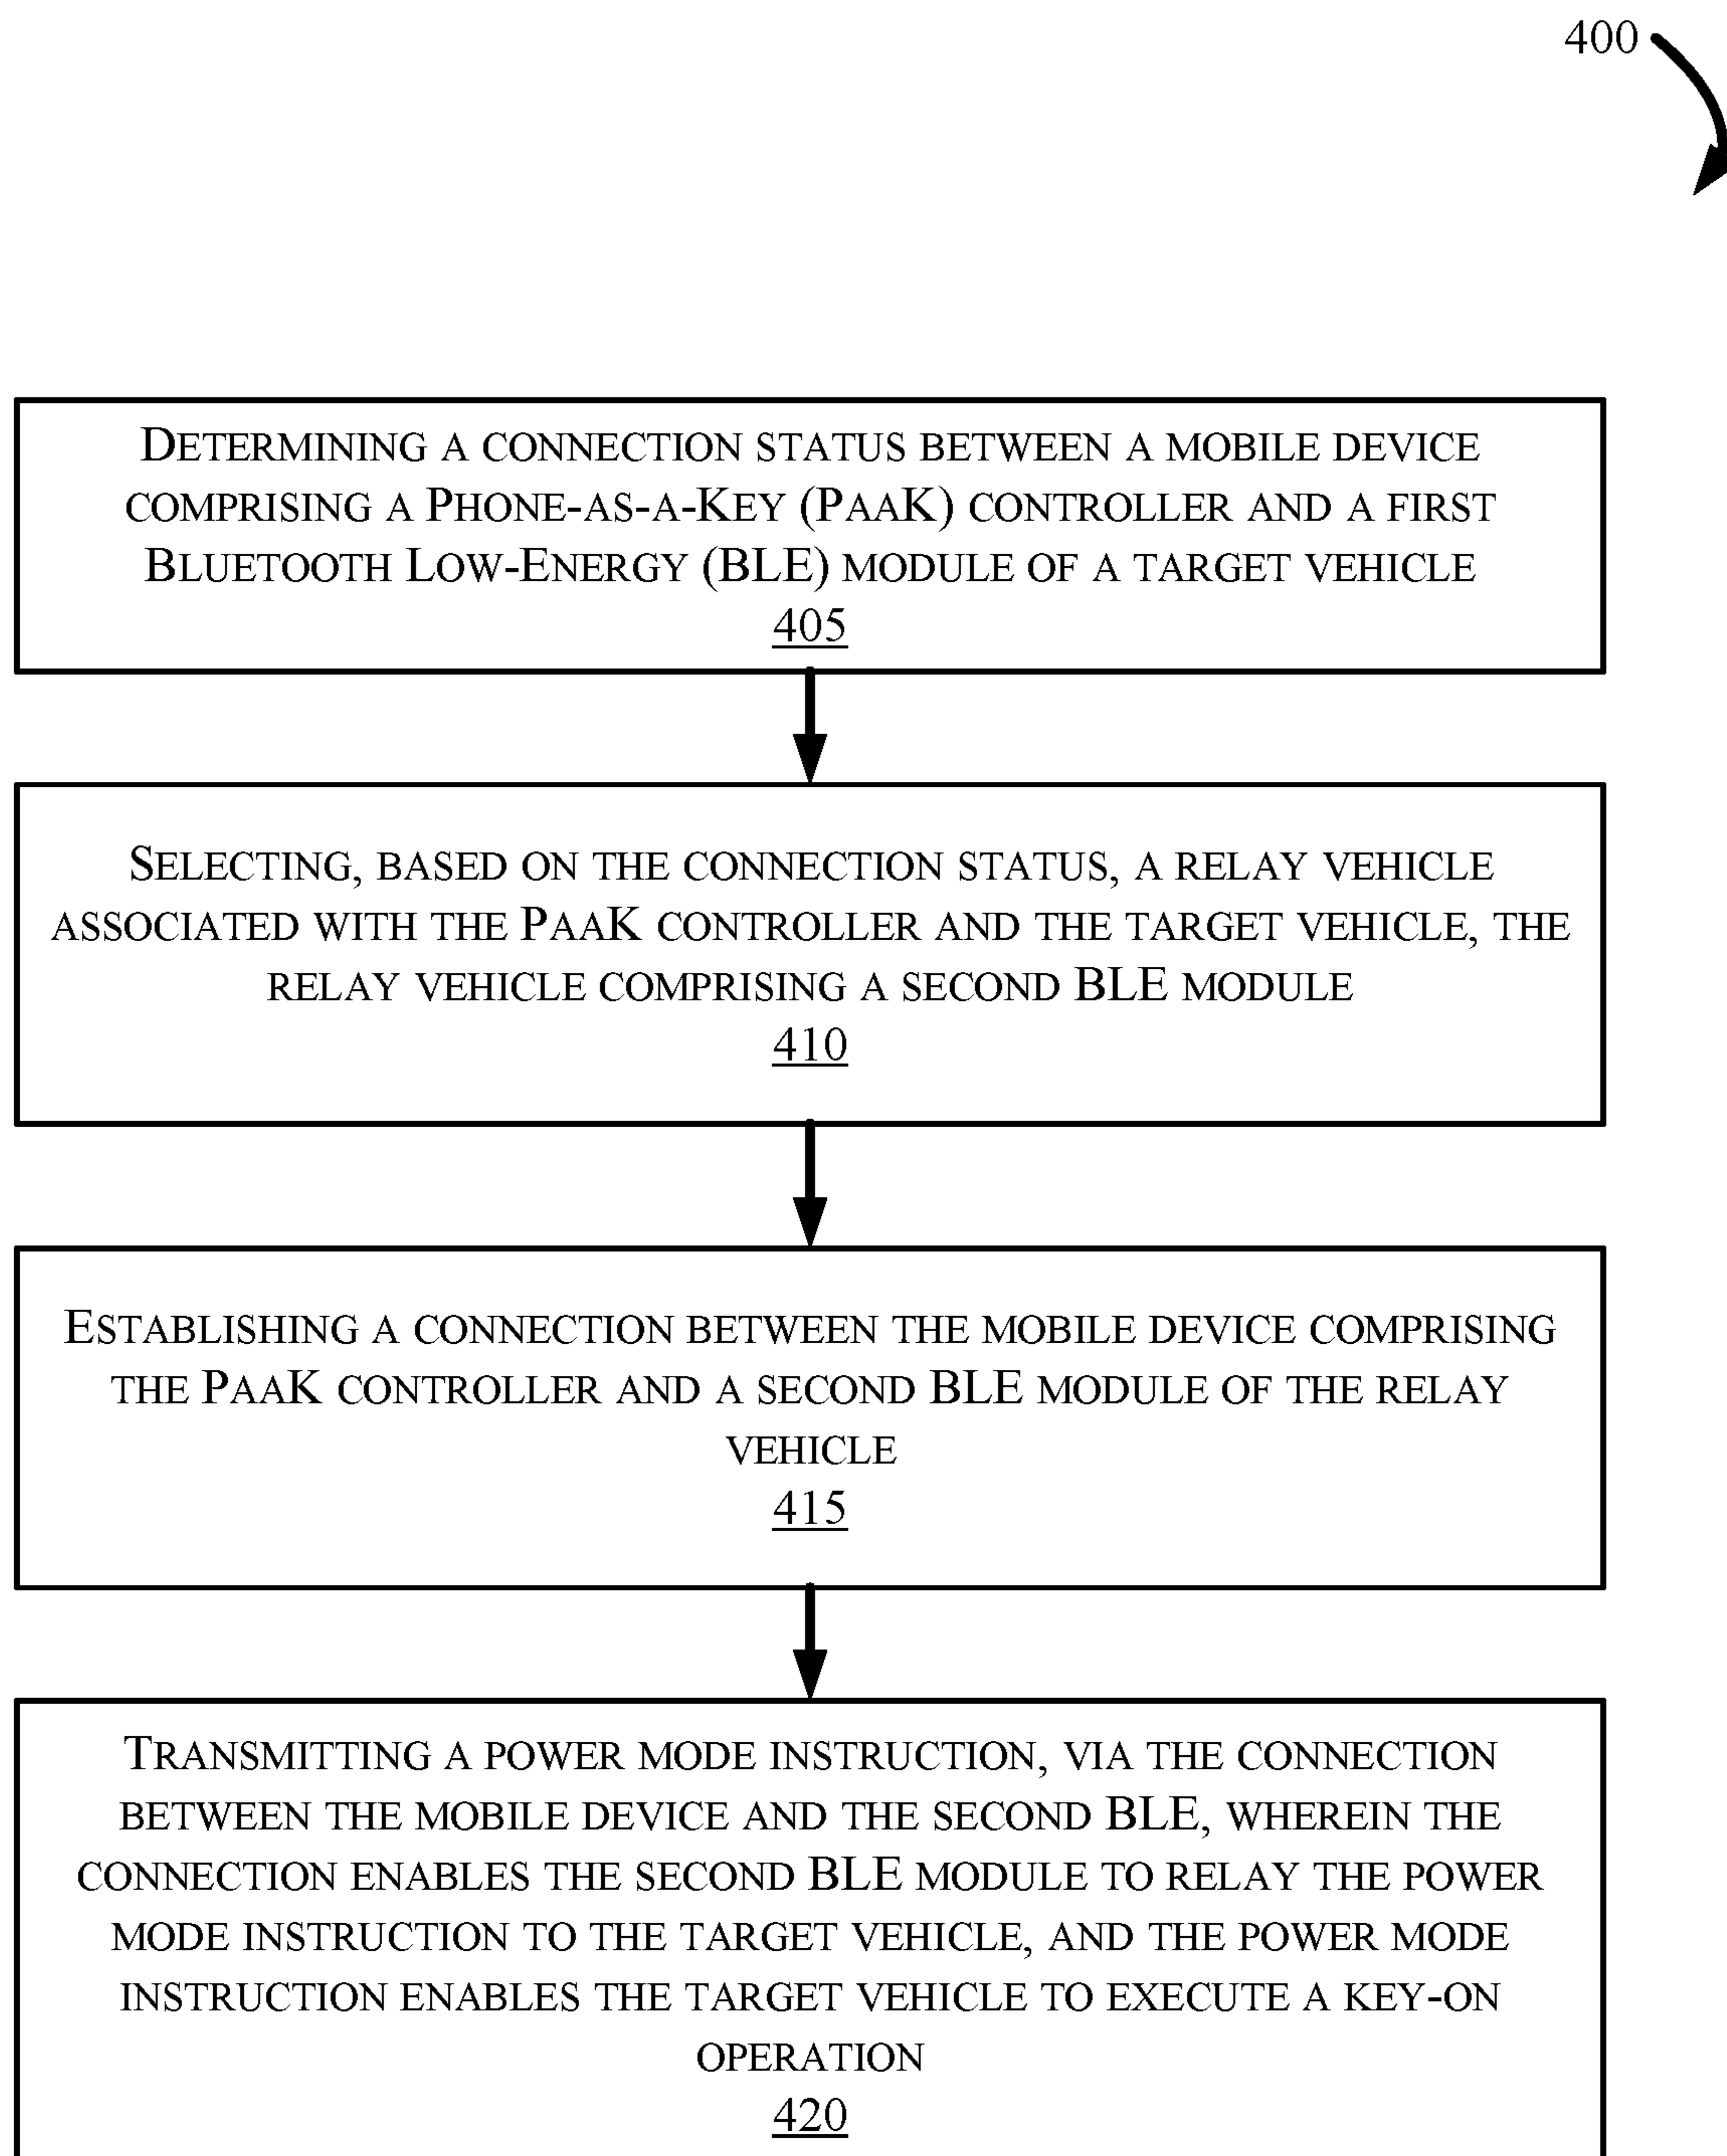 400
Determining a connection status between a mobile device
comprising a Phone-as-a-Key (PaaK) controller and a first
Bluetooth Low-Energy (BLE) module of a target vehicle
405
Selecting, based on the connection status, a relay vehicle
associated with the PaaK controller and the target vehicle, the
relay vehicle comprising a second BLE module
410
Establishing a connection between the mobile device comprising
the PaaK controller and a second BLE module of the relay
vehicle
415
Transmitting a power mode instruction, via the connection
between the mobile device and the second BLE, wherein the
connection enables the second BLE module to relay the power
mode instruction to the target vehicle, and the power mode
instruction enables the target vehicle to execute a key-on
operation
420